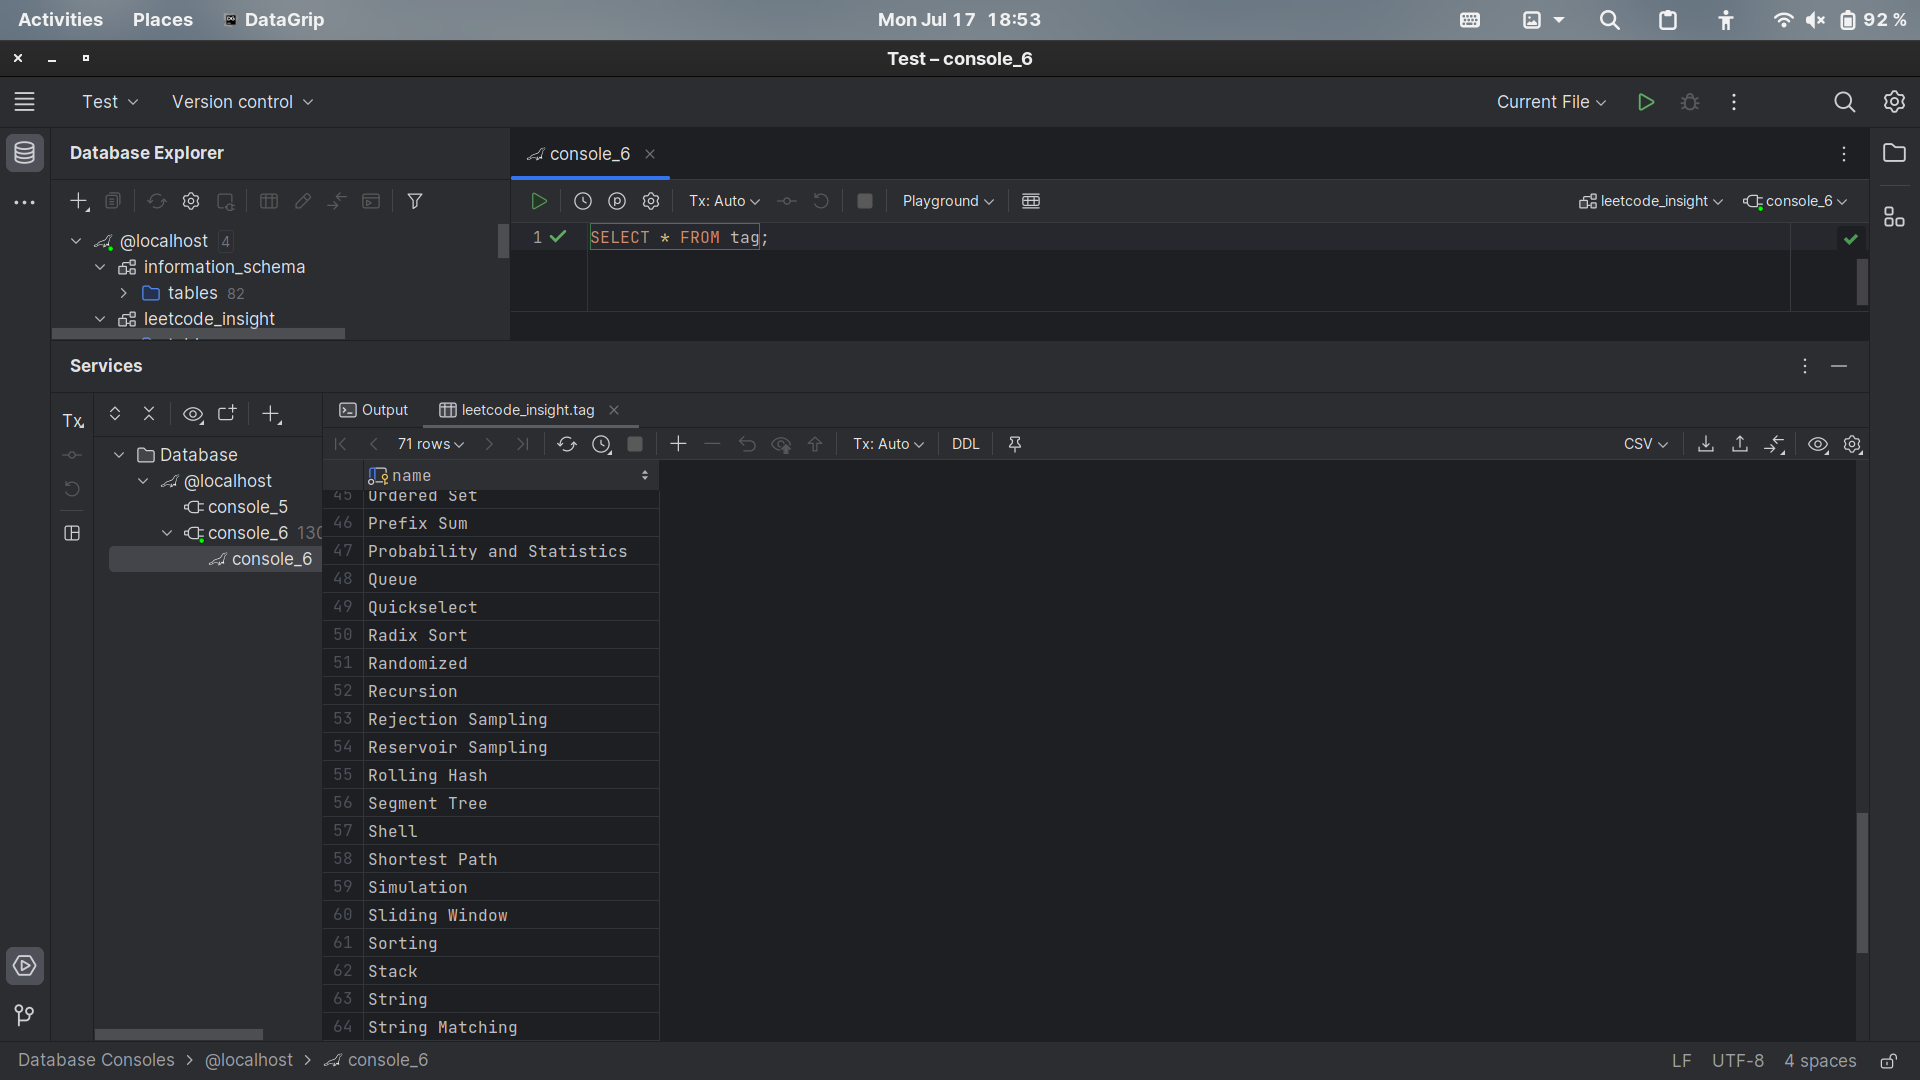 Activities Places DataGrip Mon Jul 17 18:53 92 %
Test – console_6
Test Version control Current File
Database Explorer
console_6
Tx: Auto Playground leetcode_insight console_6
@localhost 4
1 SELECT * FROM tag;
information_schema
tables 82
leetcode_insight
Services
Tx
Output leetcode_insight.tag
71 rows Tx: Auto DDL CSV
Database
@localhost
console_5
console_6 130
console_6
name
45 Ordered Set
46 Prefix Sum
47 Probability and Statistics
48 Queue
49 Quickselect
50 Radix Sort
51 Randomized
52 Recursion
53 Rejection Sampling
54 Reservoir Sampling
55 Rolling Hash
56 Segment Tree
57 Shell
58 Shortest Path
59 Simulation
60 Sliding Window
61 Sorting
62 Stack
63 String
64 String Matching
Database Consoles > @localhost > console_6 LF UTF-8 4 spaces